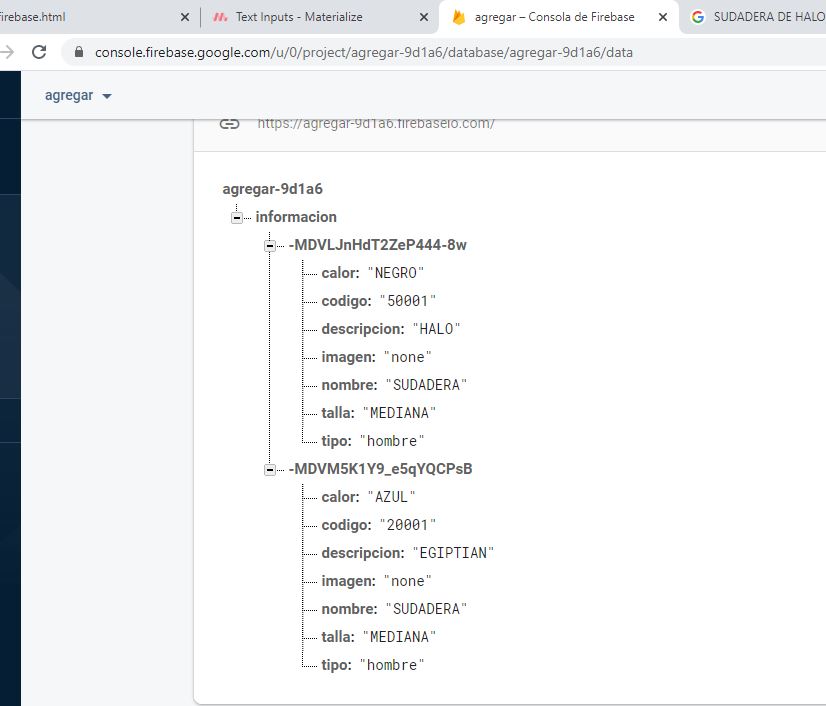 firebase.html
Text Inputs - Materialize
agregar – Consola de Firebase
SUDADERA DE HALO
console.firebase.google.com/u/0/project/agregar-9d1a6/database/agregar-9d1a6/data
agregar
https://agregar-9d1a6.firebaseio.com/
agregar-9d1a6
informacion
-MDVLJnHdT2ZeP444-8w
calor: "NEGRO"
codigo: "50001"
descripcion: "HALO"
imagen: "none"
nombre: "SUDADERA"
talla: "MEDIANA"
tipo: "hombre"
-MDVM5K1Y9_e5qYQCPsB
calor: "AZUL"
codigo: "20001"
descripcion: "EGIPTIAN"
imagen: "none"
nombre: "SUDADERA"
talla: "MEDIANA"
tipo: "hombre"